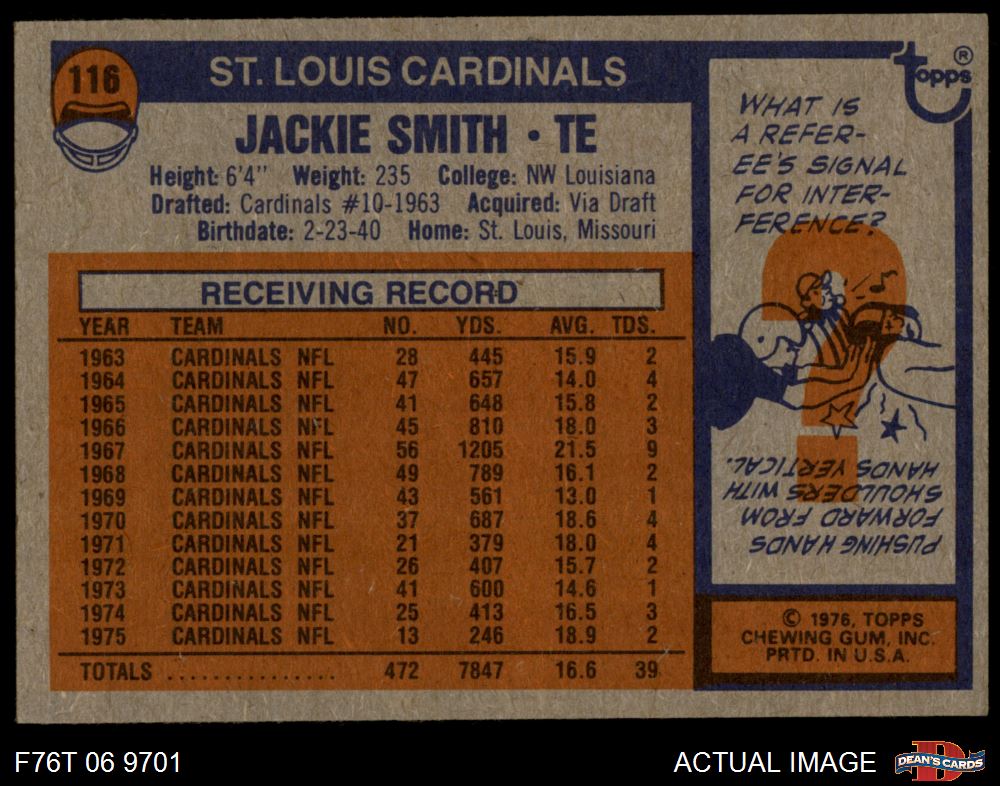 116
ST. LOUIS CARDINALS
JACKIE SMITH • TE
Height: 6'4" Weight: 235 College: NW Louisiana
Drafted: Cardinals #10-1963 Acquired: Via Draft
Birthdate: 2-23-40 Home: St. Louis, Missouri
RECEIVING RECORD
YEAR TEAM NO. YDS. AVG. TDS.
1963 CARDINALS NFL 28 445 15.9 2
1964 CARDINALS NFL 47 657 14.0 4
1965 CARDINALS NFL 41 648 15.8 2
1966 CARDINALS NFL 45 810 18.0 3
1967 CARDINALS NFL 56 1205 21.5 9
1968 CARDINALS NFL 49 789 16.1 2
1969 CARDINALS NFL 43 561 13.0 1
1970 CARDINALS NFL 37 687 18.6 4
1971 CARDINALS NFL 21 379 18.0 4
1972 CARDINALS NFL 26 407 15.7 2
1973 CARDINALS NFL 41 600 14.6 1
1974 CARDINALS NFL 25 413 16.5 3
1975 CARDINALS NFL 13 246 18.9 2
TOTALS ............... 472 7847 16.6 39
Topps ®
WHAT IS
A REFER-
EE'S SIGNAL
FOR INTER-
FERENCE?
?
PUSHING HANDS
FORWARD FROM
SHOULDERS WITH
HANDS VERTICAL.
© 1976, TOPPS
CHEWING GUM, INC.
PRTD. IN U.S.A.
F76T 06 9701
ACTUAL IMAGE
D
DEAN'S CARDS